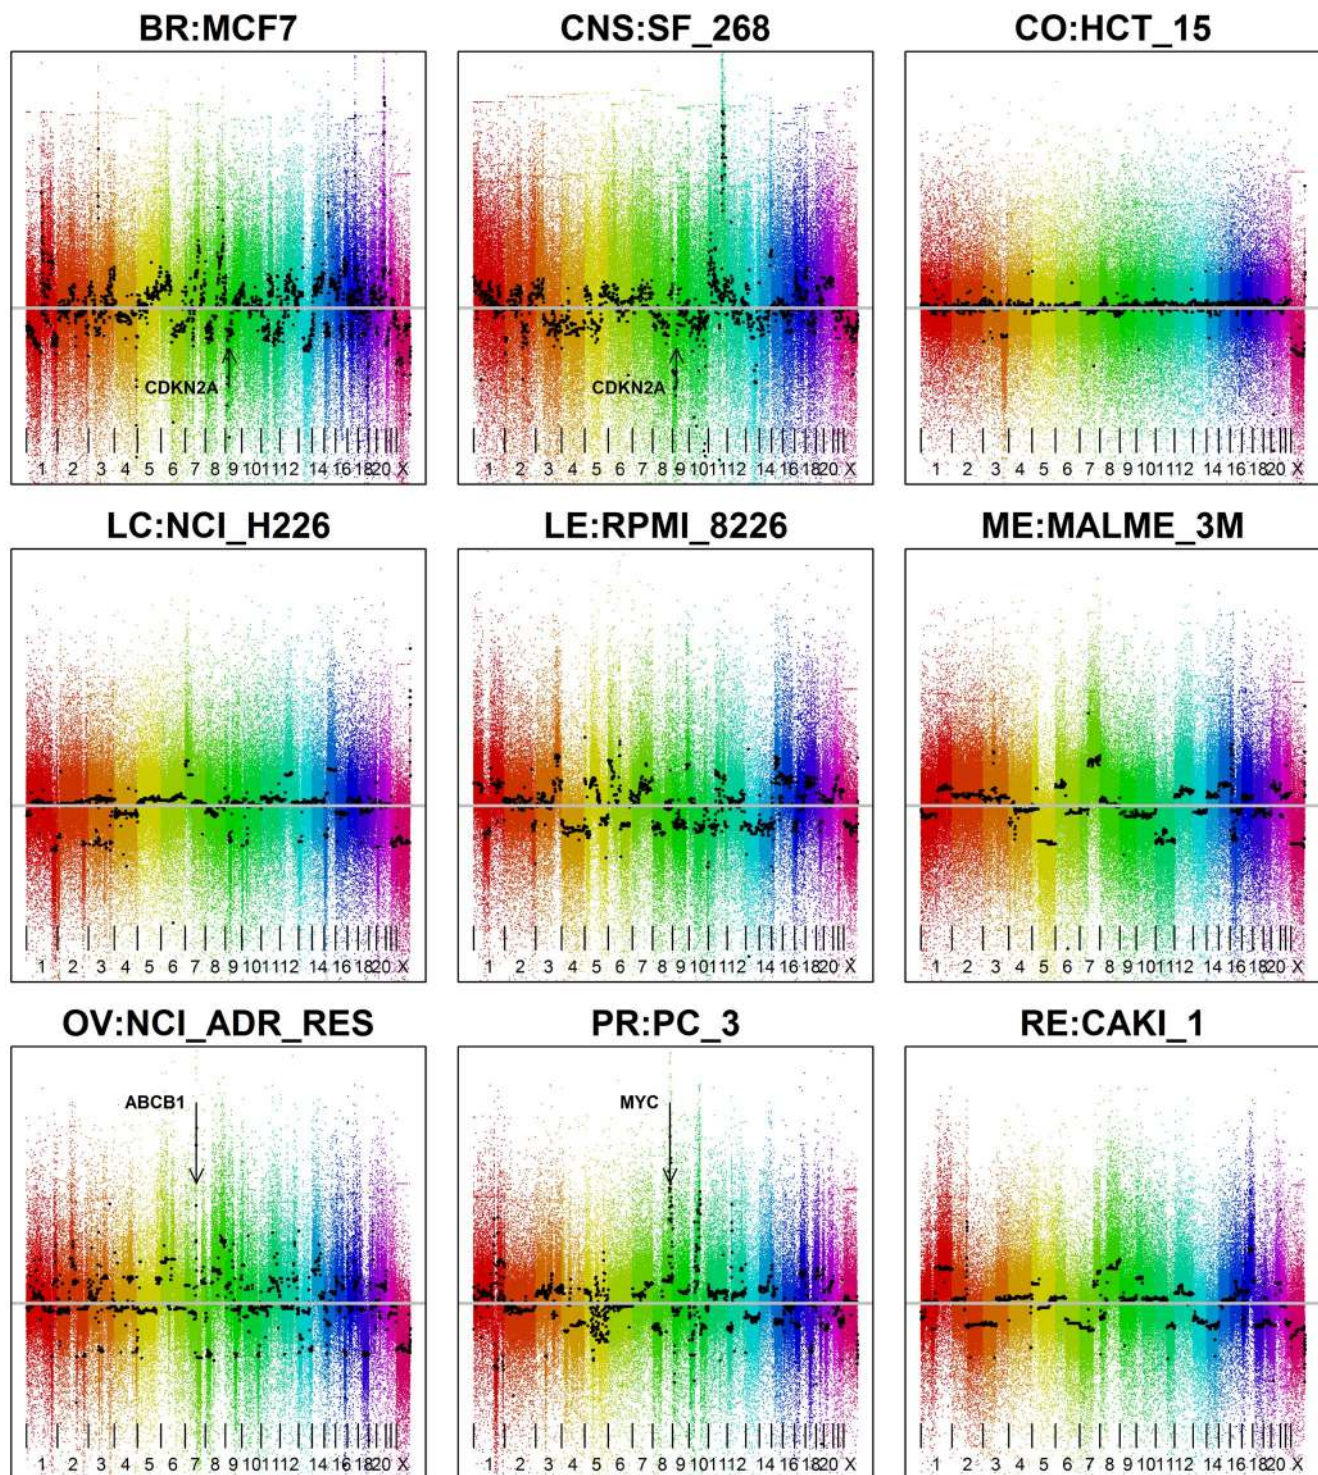 BR:MCF7 CNS:SF_268 CO:HCT_15
CDKN2A CDKN2A
1 2 3 4 5 6 7 8 9 10 11 12 14 16 18 20 X 1 2 3 4 5 6 7 8 9 10 11 12 14 16 18 20 X 1 2 3 4 5 6 7 8 9 10 11 12 14 16 18 20 X
LC:NCI_H226 LE:RPMI_8226 ME:MALME_3M
1 2 3 4 5 6 7 8 9 10 11 12 14 16 18 20 X 1 2 3 4 5 6 7 8 9 10 11 12 14 16 18 20 X 1 2 3 4 5 6 7 8 9 10 11 12 14 16 18 20 X
OV:NCI_ADR_RES PR:PC_3 RE:CAKI_1
ABCB1 MYC
1 2 3 4 5 6 7 8 9 10 11 12 14 16 18 20 X 1 2 3 4 5 6 7 8 9 10 11 12 14 16 18 20 X 1 2 3 4 5 6 7 8 9 10 11 12 14 16 18 20 X